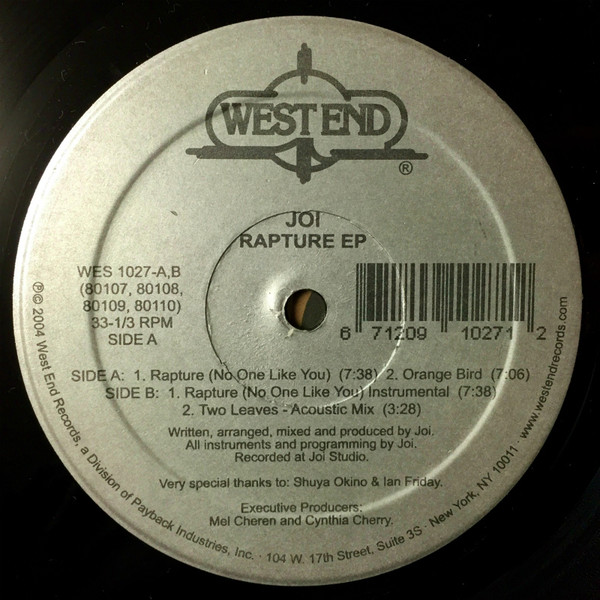 WEST END
®
JOI
RAPTURE EP
WES 1027-A,B
(80107, 80108,
80109, 80110)
33-1/3 RPM
SIDE A
6 71209 10271 2
SIDE A: 1. Rapture (No One Like You) (7:38) 2. Orange Bird (7:06)
SIDE B: 1. Rapture (No One Like You) Instrumental (7:38)
2. Two Leaves - Acoustic Mix (3:28)
Written, arranged, mixed and produced by Joi.
All instruments and programming by Joi.
Recorded at Joi Studio.
Very special thanks to: Shuya Okino & Ian Friday.
Executive Producers:
Mel Cheren and Cynthia Cherry.
℗© 2004 West End Records, a Division of Payback Industries, Inc. · 104 W. 17th Street, Suite 3S · New York, NY 10011 · www.westendrecords.com